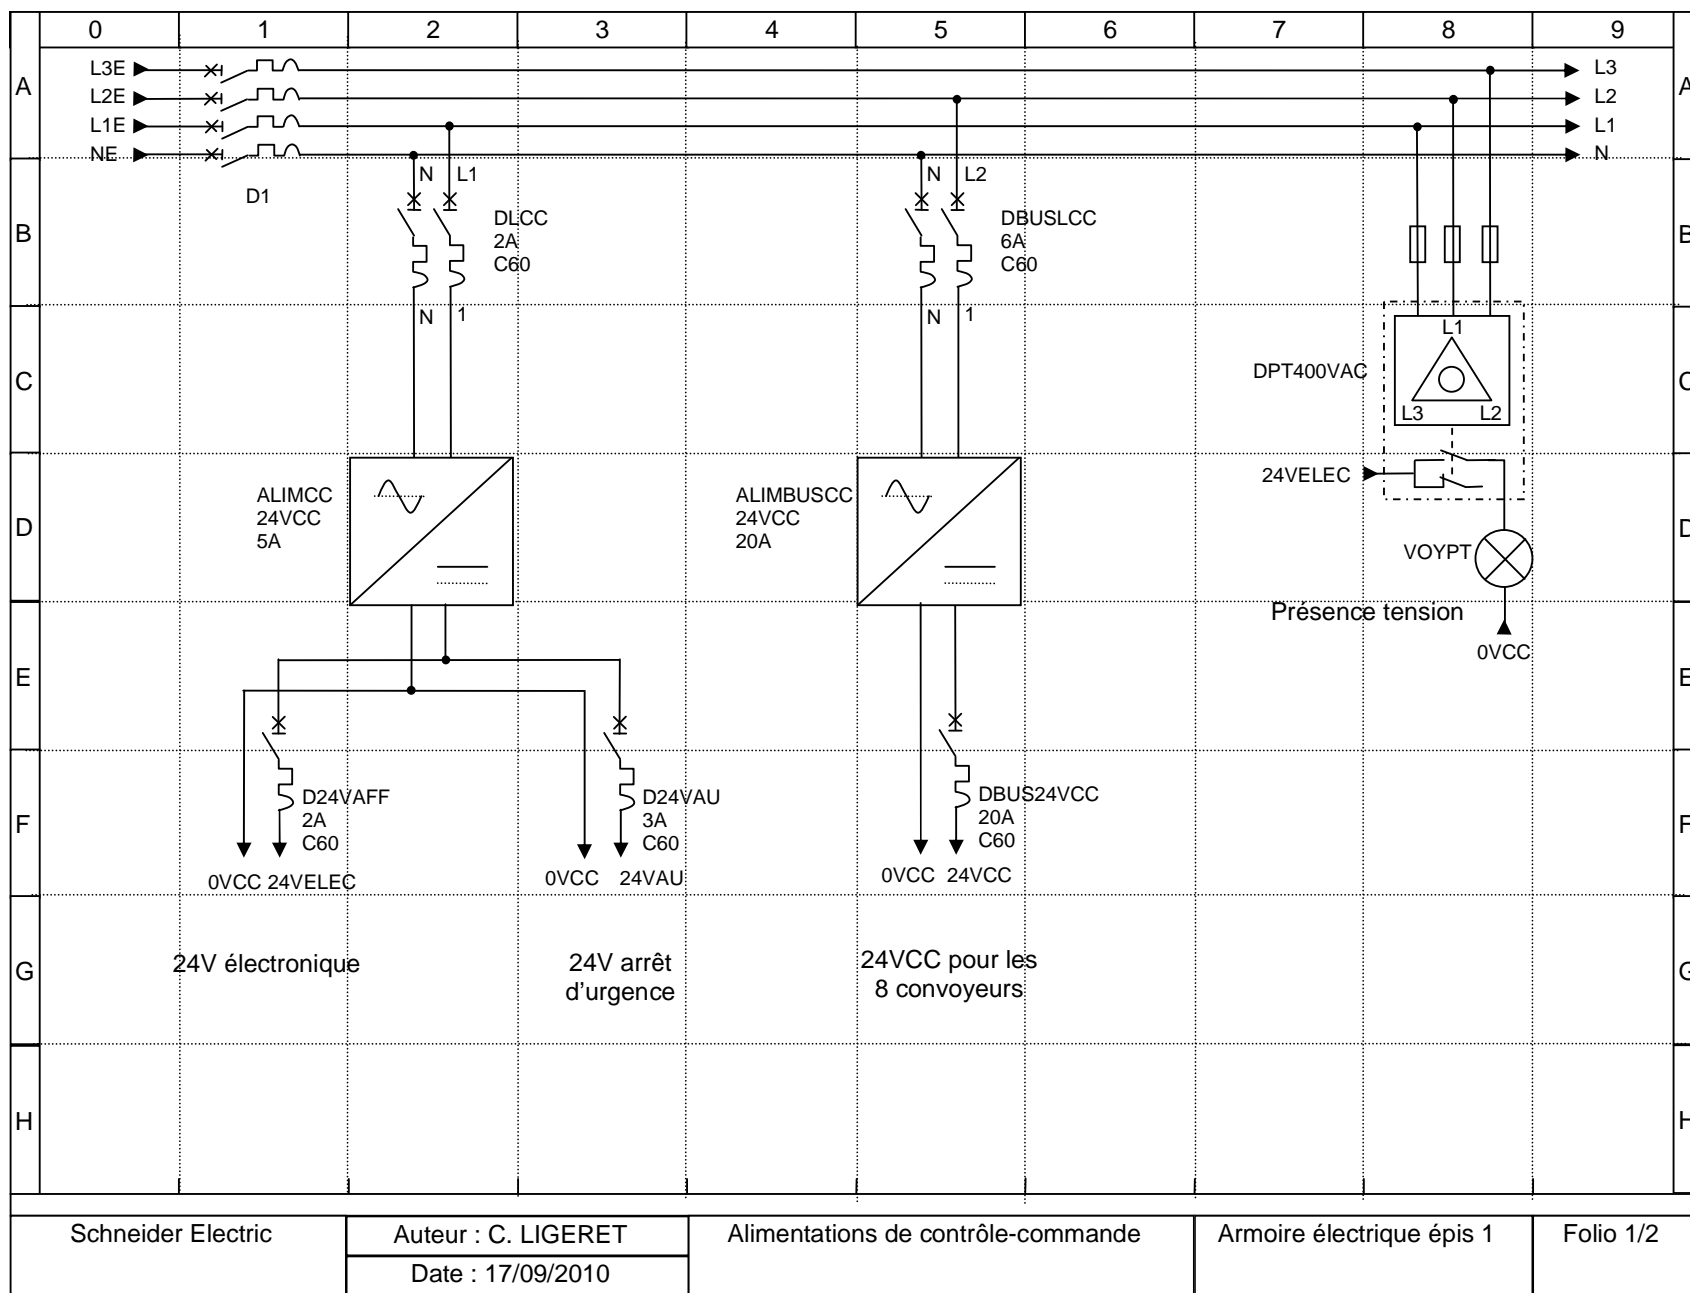 0 1 2 3 4 5 6 7 8 9
A L3E L3 A
L2E L2
L1E L1
NE N
N L1 N L2
D1
B DLCC DBUSLCC B
2A 6A
C60 C60
N 1 N 1
L1
C DPT400VAC C
L3 L2
24VELEC
ALIMCC ALIMBUSCC
24VCC 24VCC
D 5A 20A D
VOYPT
Présence tension
0VCC
E E
D24VAFF D24VAU DBUS24VCC
F 2A 3A 20A F
C60 C60 C60
0VCC 24VELEC 0VCC 24VAU 0VCC 24VCC
24V électronique 24V arrêt 24VCC pour les
G d'urgence 8 convoyeurs G
H H
Schneider Electric Auteur : C. LIGERET Alimentations de contrôle-commande Armoire électrique épis 1 Folio 1/2
Date : 17/09/2010